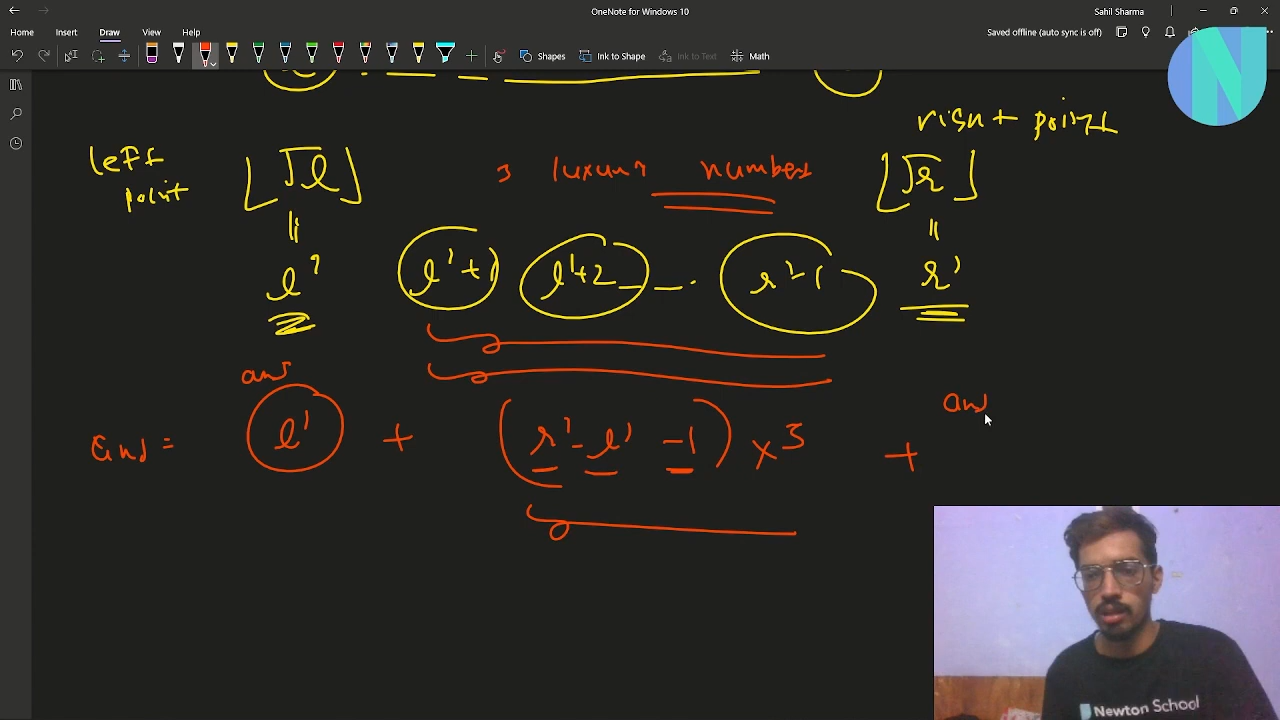 OneNote for Windows 10
Sahil Sharma
Home Insert Draw View Help
Saved offline (auto sync is off)
Shapes Ink to Shape Ink to Text Math
N
left point
⌊√l⌋
3 luxury numbers
right point
⌊√r⌋
=
=
l' l'+1 l'+2 --. r'-1 r'
ans
ans
ans = l' + (r' - l' - 1) × 3 +
Newton School